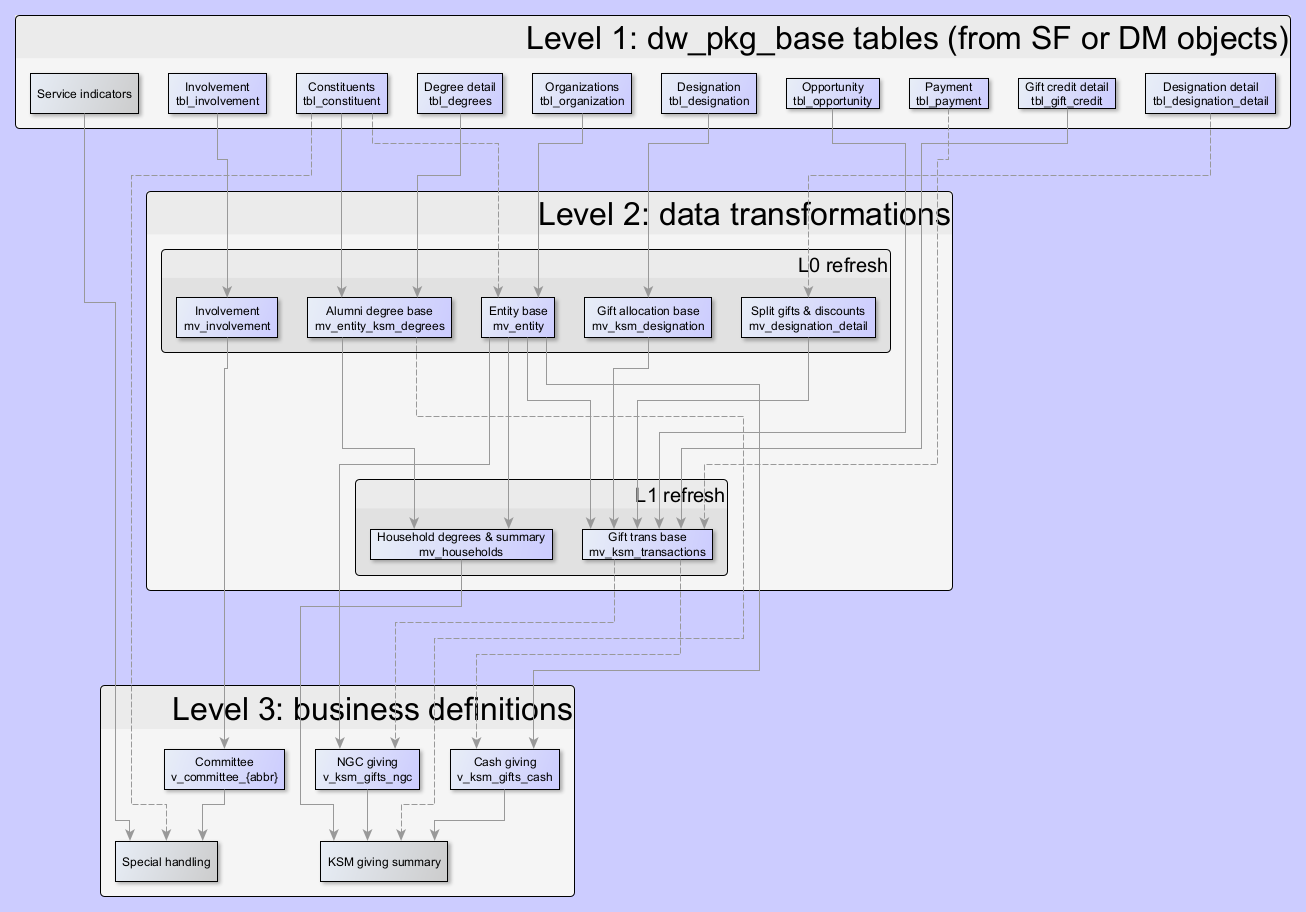 Level 1: dw_pkg_base tables (from SF or DM objects)
Service indicators
Involvement
tbl_involvement
Constituents
tbl_constituent
Degree detail
tbl_degrees
Organizations
tbl_organization
Designation
tbl_designation
Opportunity
tbl_opportunity
Payment
tbl_payment
Gift credit detail
tbl_gift_credit
Designation detail
tbl_designation_detail
Level 2: data transformations
L0 refresh
Involvement
mv_involvement
Alumni degree base
mv_entity_ksm_degrees
Entity base
mv_entity
Gift allocation base
mv_ksm_designation
Split gifts & discounts
mv_designation_detail
L1 refresh
Household degrees & summary
mv_households
Gift trans base
mv_ksm_transactions
Level 3: business definitions
Committee
v_committee_{abbr}
NGC giving
v_ksm_gifts_ngc
Cash giving
v_ksm_gifts_cash
Special handling
KSM giving summary